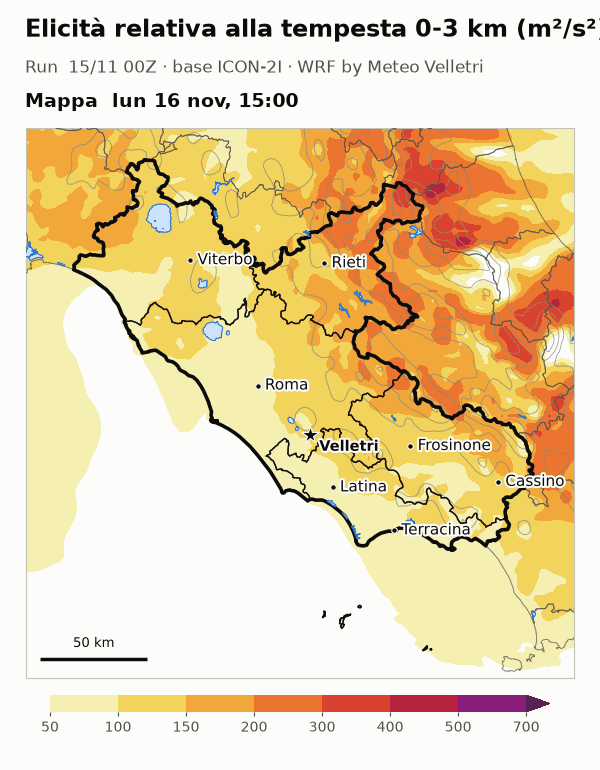 Elicità relativa alla tempesta 0-3 km (m²/s²)
Run 15/11 00Z · base ICON-2I · WRF by Meteo Velletri
Mappa lun 16 nov, 15:00
Viterbo
Rieti
Roma
Velletri
Frosinone
Latina
Cassino
Terracina
50 km
50 100 150 200 300 400 500 700